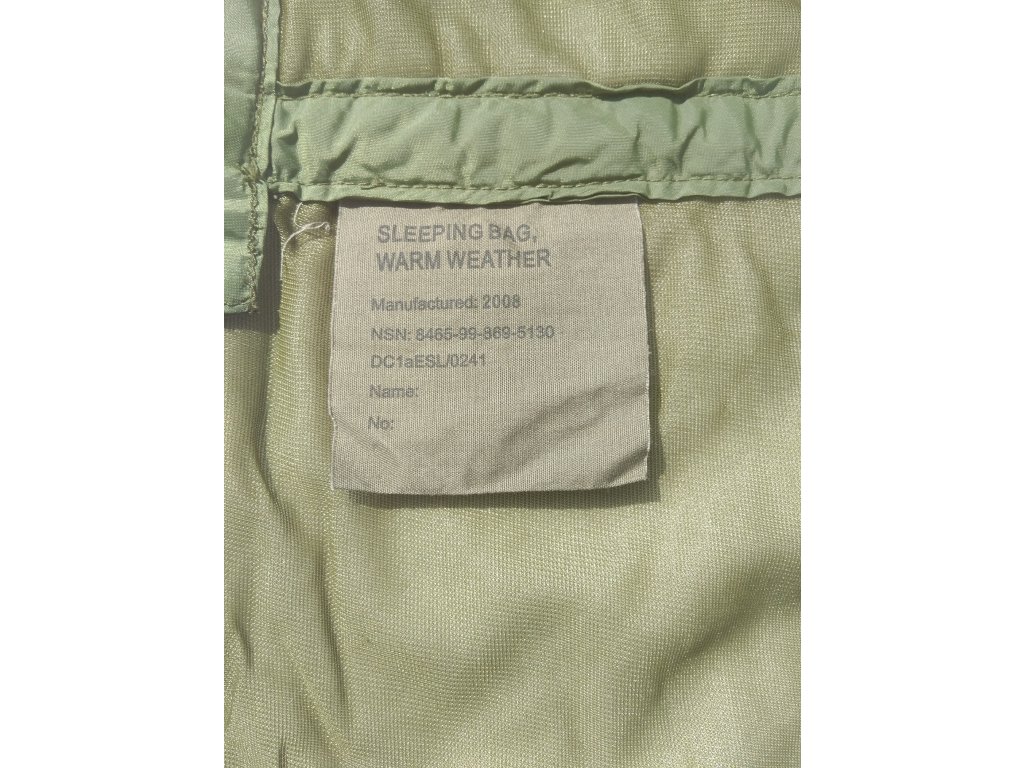 SLEEPING BAG,
WARM WEATHER
Manufactured: 2008
NSN: 8465-99-869-5130
DC1aESL/0241
Name:
No: